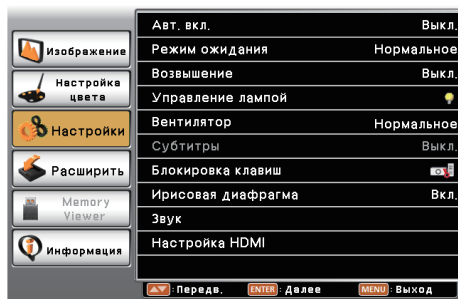 Изображение
Настройка
цвета
Настройки
Расширить
Memory
Viewer
Информация
Авт. вкл. Выкл.
Режим ожидания Нормальное
Возвышение Выкл.
Управление лампой
Вентилятор Нормальное
Субтитры Выкл.
Блокировка клавиш
Ирисовая диафрагма Вкл.
Звук
Настройка HDMI
:Передв. ENTER:Далее MENU:Выход